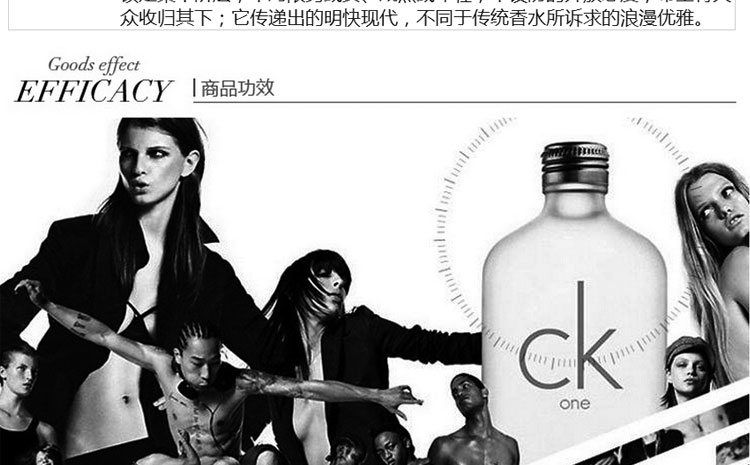 众收归其下；它传递出的明快现代，不同于传统香水所诉求的浪漫优雅。
Goods effect
EFFICACY
商品功效
ck
one